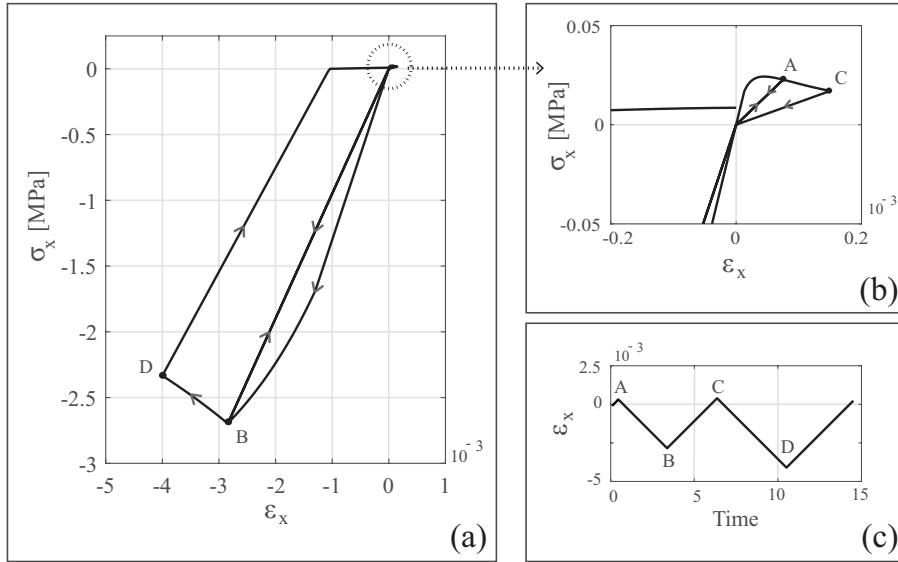 0
-0.5
-1
-1.5
-2
-2.5
-3
σx [MPa]
D
B
10⁻³
-5 -4 -3 -2 -1 0 1
εx
(a)
0.05
0
-0.05
σx [MPa]
A
C
10⁻³
-0.2 0 0.2
εx
(b)
10⁻³
2.5
0
-5
εx
A
C
B
D
0 5 10 15
Time
(c)